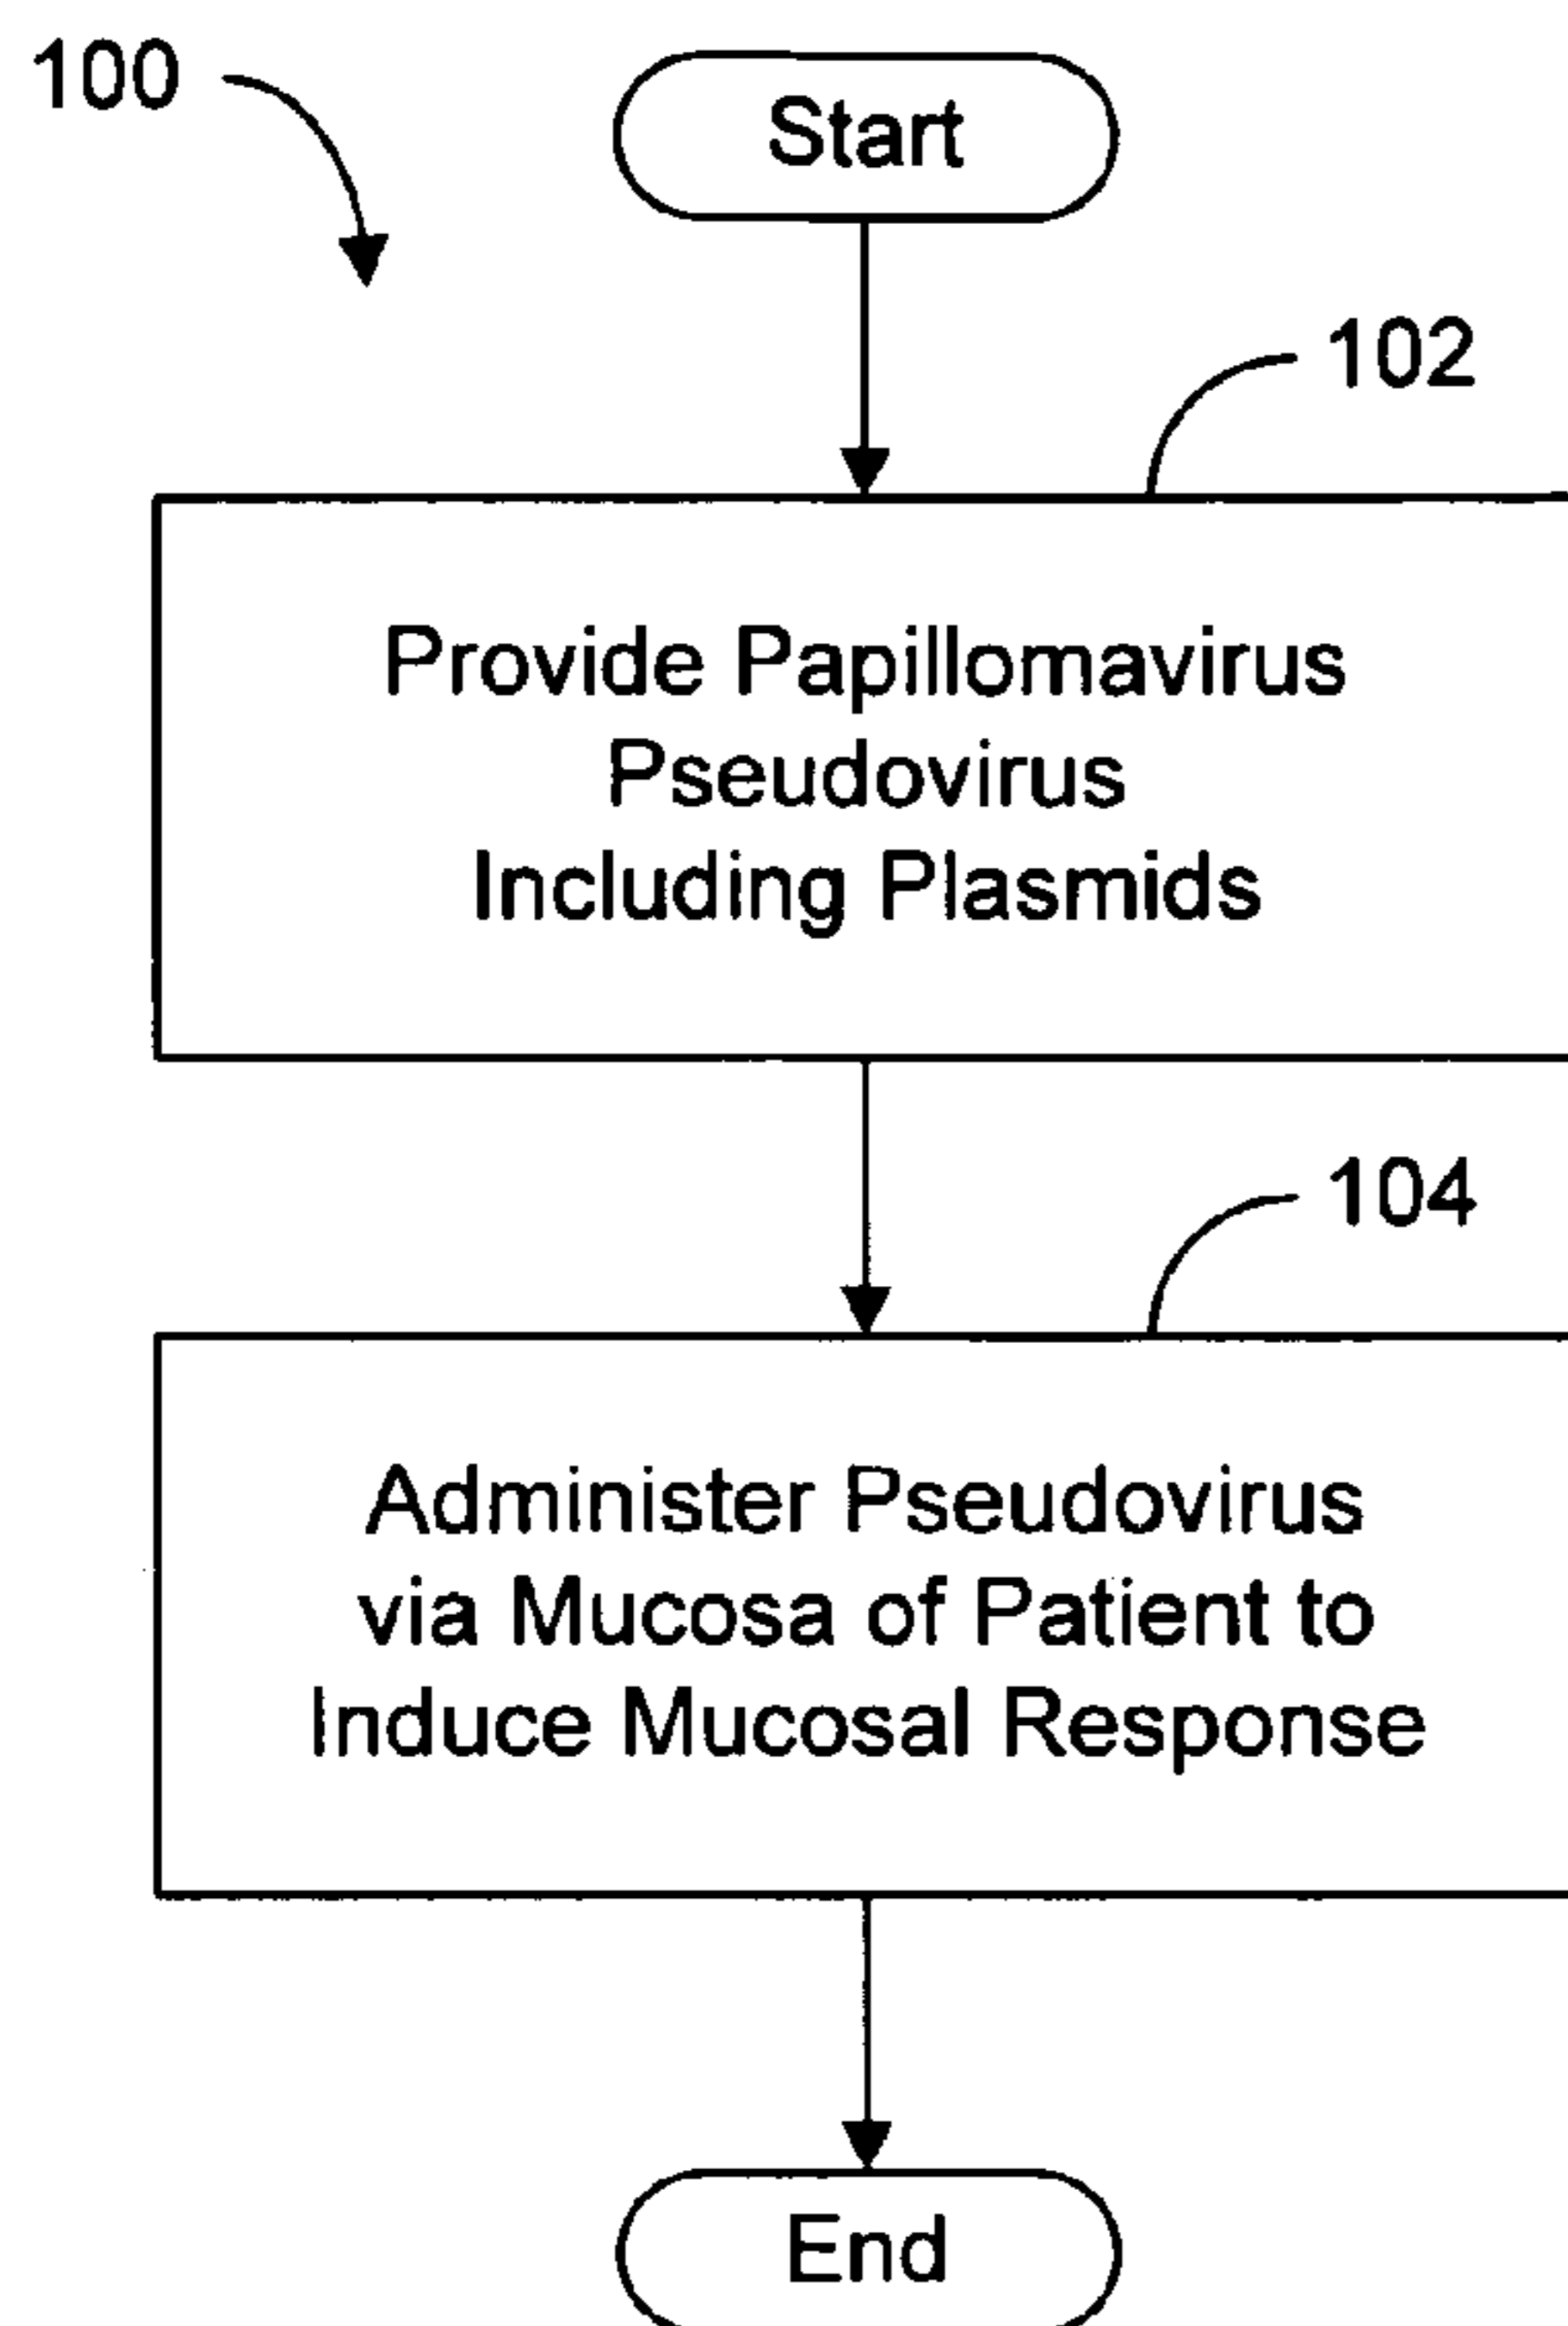 100
Start
102
Provide Papillomavirus
Pseudovirus
Including Plasmids
104
Administer Pseudovirus
via Mucosa of Patient to
Induce Mucosal Response
End